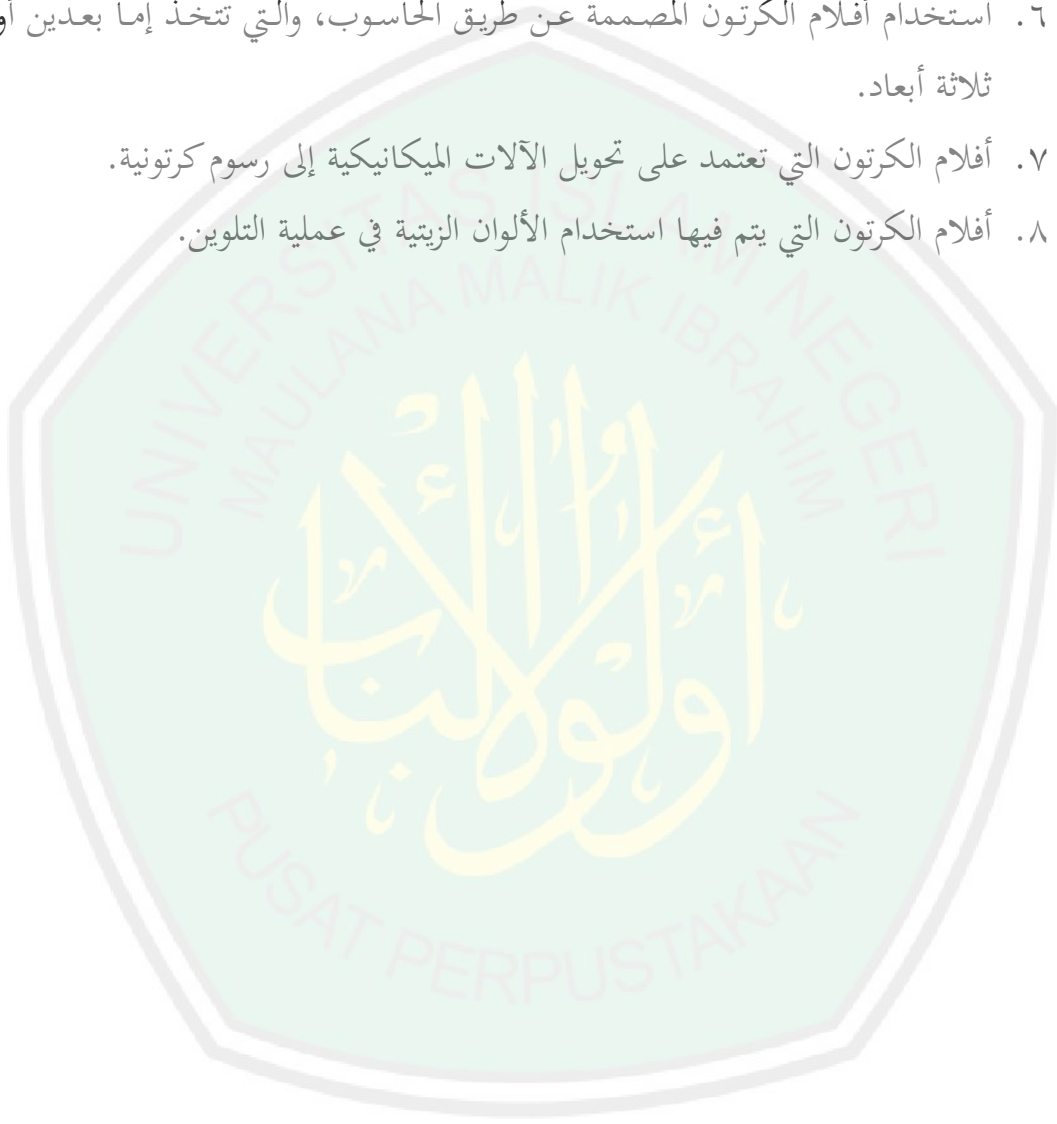 ٦. استخدام أفلام الكرتون المصممة عن طريق الحاسوب، والتي تتخذ إما بعدين أو
ثلاثة أبعاد.
٧. أفلام الكرتون التي تعتمد على تحويل الآلات الميكانيكية إلى رسوم كرتونية.
٨. أفلام الكرتون التي يتم فيها استخدام الألوان الزيتية في عملية التلوين.
UNIVERSITAS ISLAM NEGERI
MAULANA MALIK IBRAHIM
أولوا الألباب
PUSAT PERPUSTAKAAN